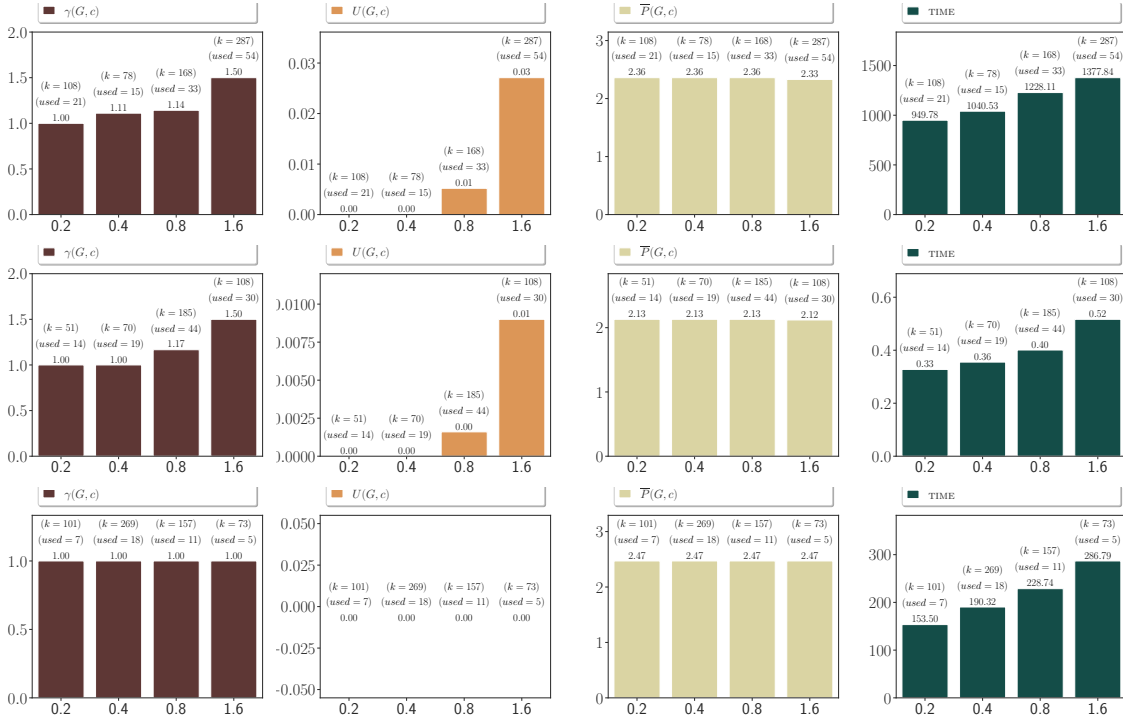 γ(G, c)
2.0
1.5
1.0
0.5
0.0
(k = 108)
(used = 21)
1.00
(k = 78)
(used = 15)
1.11
(k = 168)
(used = 33)
1.14
(k = 287)
(used = 54)
1.50
0.2 0.4 0.8 1.6
U(G, c)
0.03
0.02
0.01
0.00
(k = 108)
(used = 21)
0.00
(k = 78)
(used = 15)
0.00
(k = 168)
(used = 33)
0.01
(k = 287)
(used = 54)
0.03
0.2 0.4 0.8 1.6
P̅(G, c)
3
2
1
0
(k = 108)
(used = 21)
2.36
(k = 78)
(used = 15)
2.36
(k = 168)
(used = 33)
2.36
(k = 287)
(used = 54)
2.33
0.2 0.4 0.8 1.6
TIME
1500
1000
500
0
(k = 108)
(used = 21)
949.78
(k = 78)
(used = 15)
1040.53
(k = 168)
(used = 33)
1228.11
(k = 287)
(used = 54)
1377.84
0.2 0.4 0.8 1.6
γ(G, c)
2.0
1.5
1.0
0.5
0.0
(k = 51)
(used = 14)
1.00
(k = 70)
(used = 19)
1.00
(k = 185)
(used = 44)
1.17
(k = 108)
(used = 30)
1.50
0.2 0.4 0.8 1.6
U(G, c)
.0100
.0075
.0050
.0025
.0000
(k = 51)
(used = 14)
0.00
(k = 70)
(used = 19)
0.00
(k = 185)
(used = 44)
0.00
(k = 108)
(used = 30)
0.01
0.2 0.4 0.8 1.6
P̅(G, c)
2
1
0
(k = 51)
(used = 14)
2.13
(k = 70)
(used = 19)
2.13
(k = 185)
(used = 44)
2.13
(k = 108)
(used = 30)
2.12
0.2 0.4 0.8 1.6
TIME
0.6
0.4
0.2
0.0
(k = 51)
(used = 14)
0.33
(k = 70)
(used = 19)
0.36
(k = 185)
(used = 44)
0.40
(k = 108)
(used = 30)
0.52
0.2 0.4 0.8 1.6
γ(G, c)
1.0
0.5
0.0
(k = 101)
(used = 7)
1.00
(k = 269)
(used = 18)
1.00
(k = 157)
(used = 11)
1.00
(k = 73)
(used = 5)
1.00
0.2 0.4 0.8 1.6
U(G, c)
0.050
0.025
0.000
-0.025
-0.050
(k = 101)
(used = 7)
0.00
(k = 269)
(used = 18)
0.00
(k = 157)
(used = 11)
0.00
(k = 73)
(used = 5)
0.00
0.2 0.4 0.8 1.6
P̅(G, c)
3
2
1
0
(k = 101)
(used = 7)
2.47
(k = 269)
(used = 18)
2.47
(k = 157)
(used = 11)
2.47
(k = 73)
(used = 5)
2.47
0.2 0.4 0.8 1.6
TIME
300
200
100
0
(k = 101)
(used = 7)
153.50
(k = 269)
(used = 18)
190.32
(k = 157)
(used = 11)
228.74
(k = 73)
(used = 5)
286.79
0.2 0.4 0.8 1.6